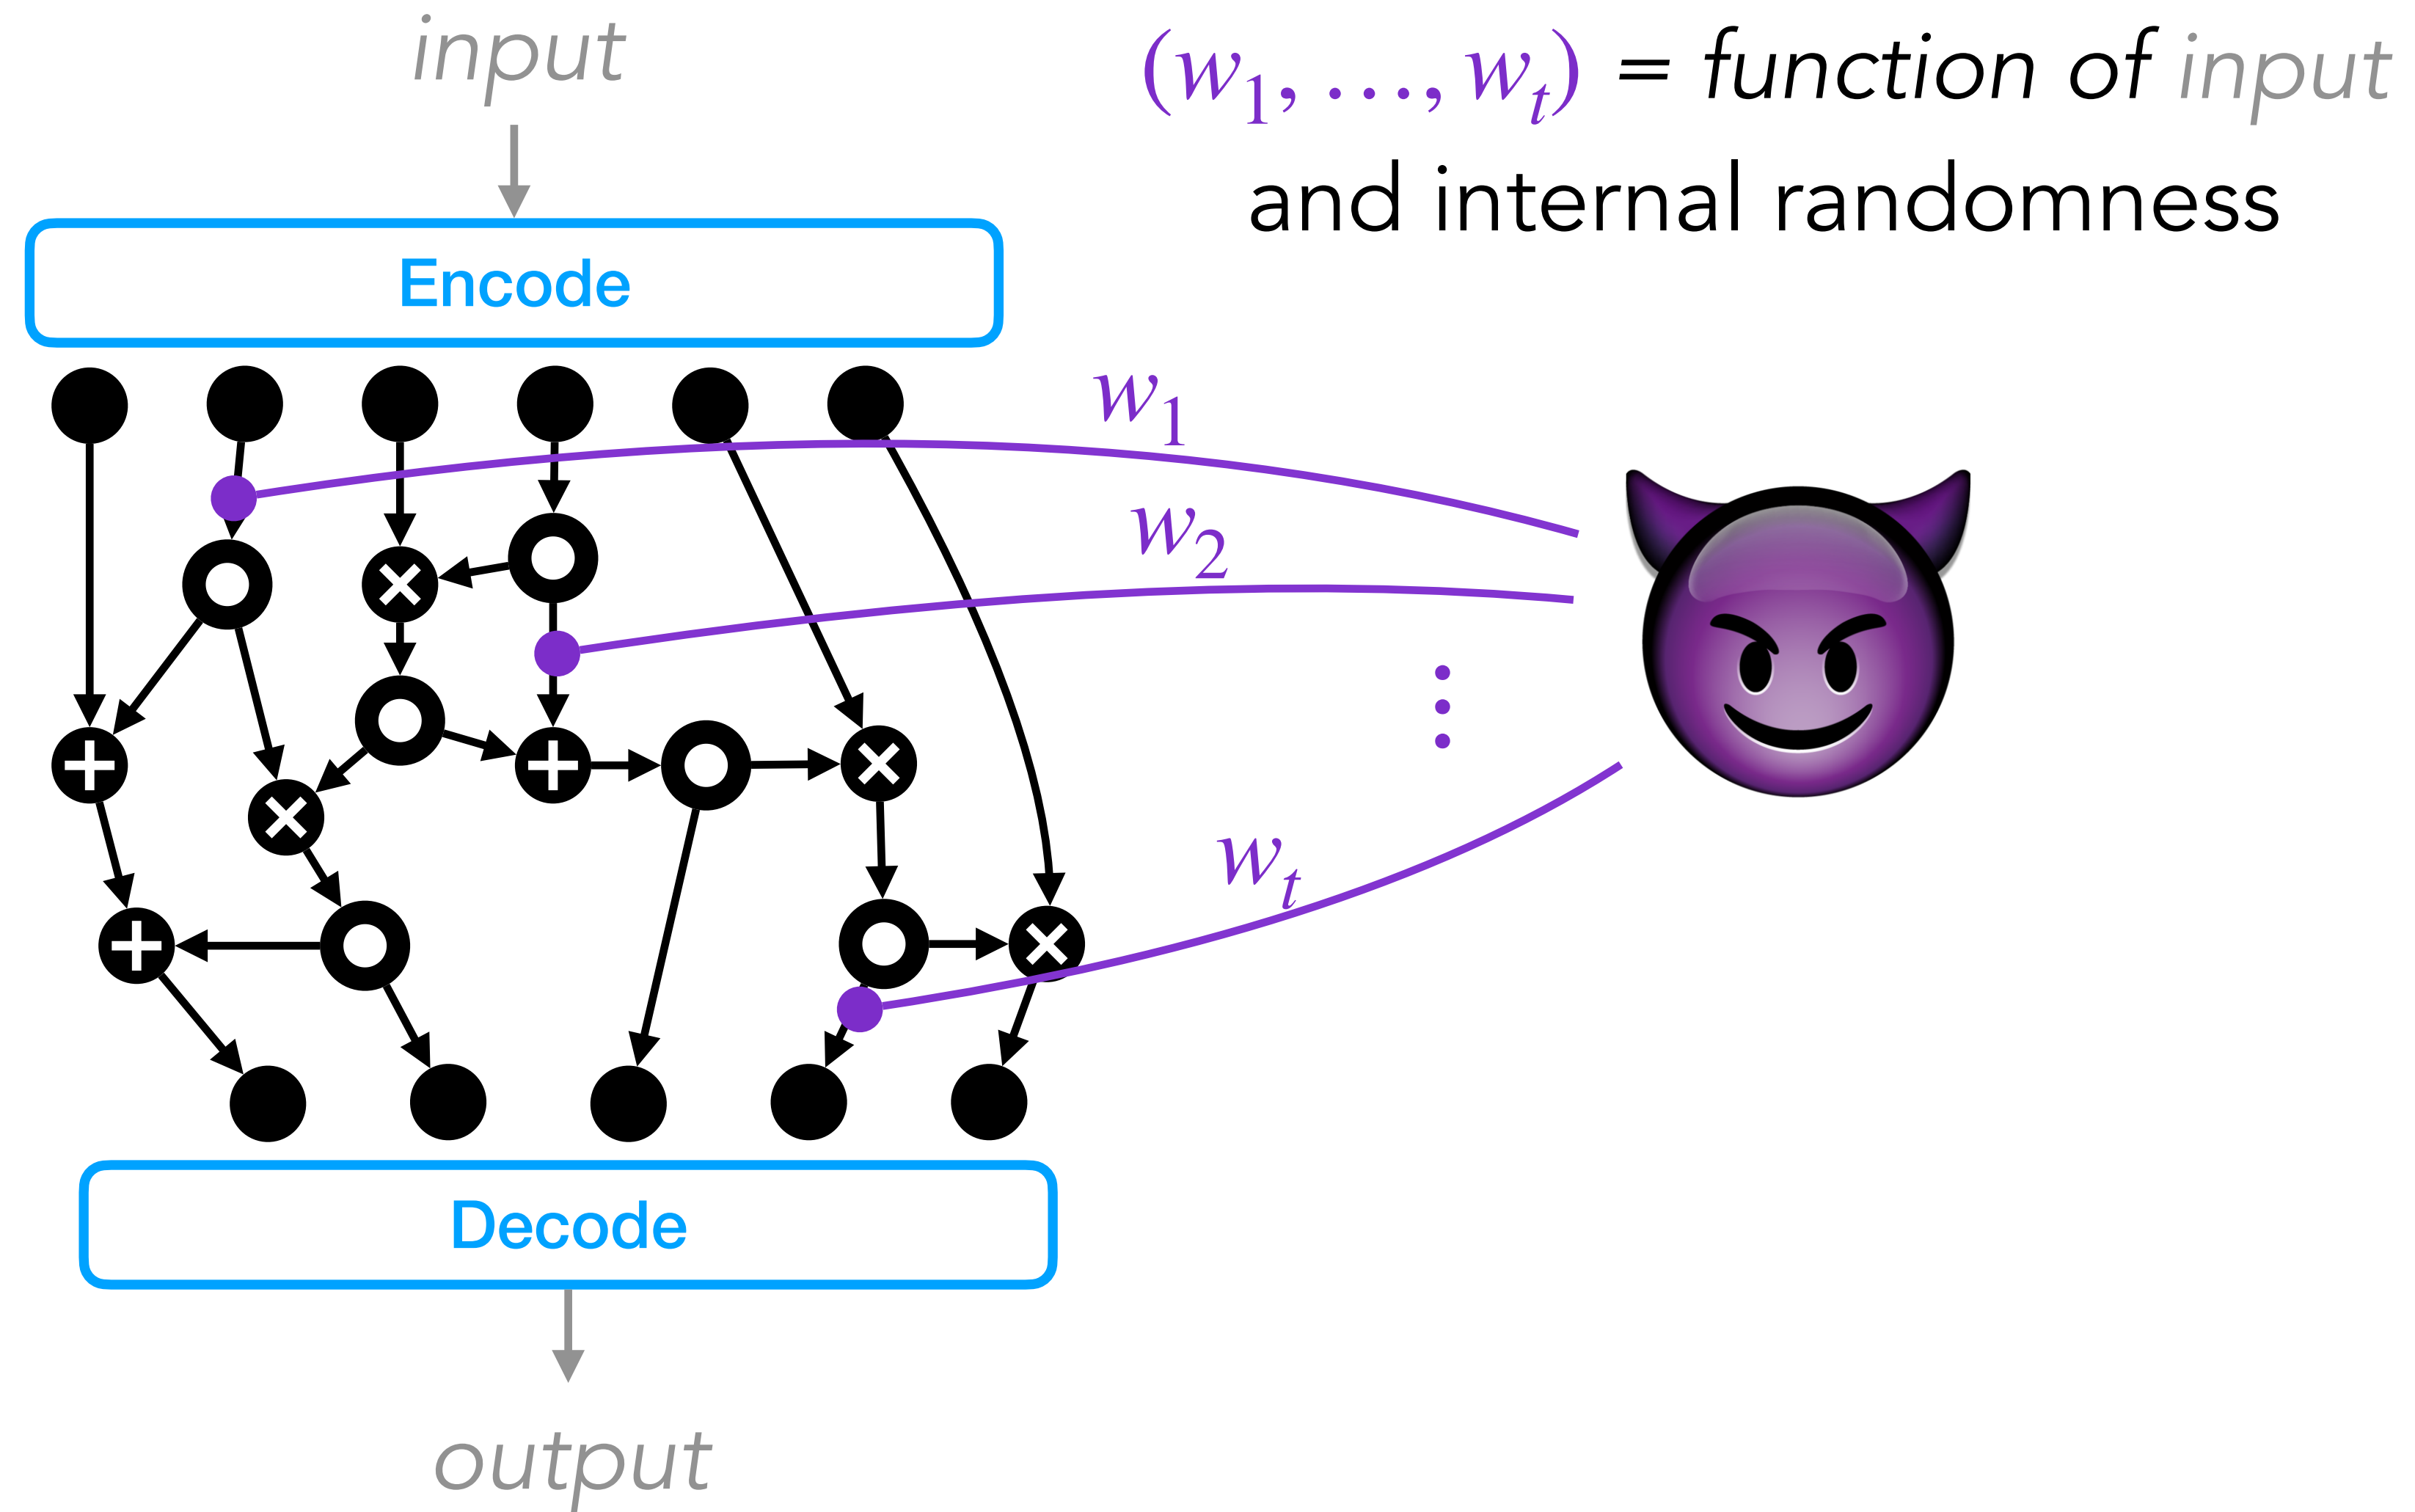 input
(w₁, …, wₜ) = function of input
and internal randomness
Encode
w₁
w₂
⋮
wₜ
Decode
output